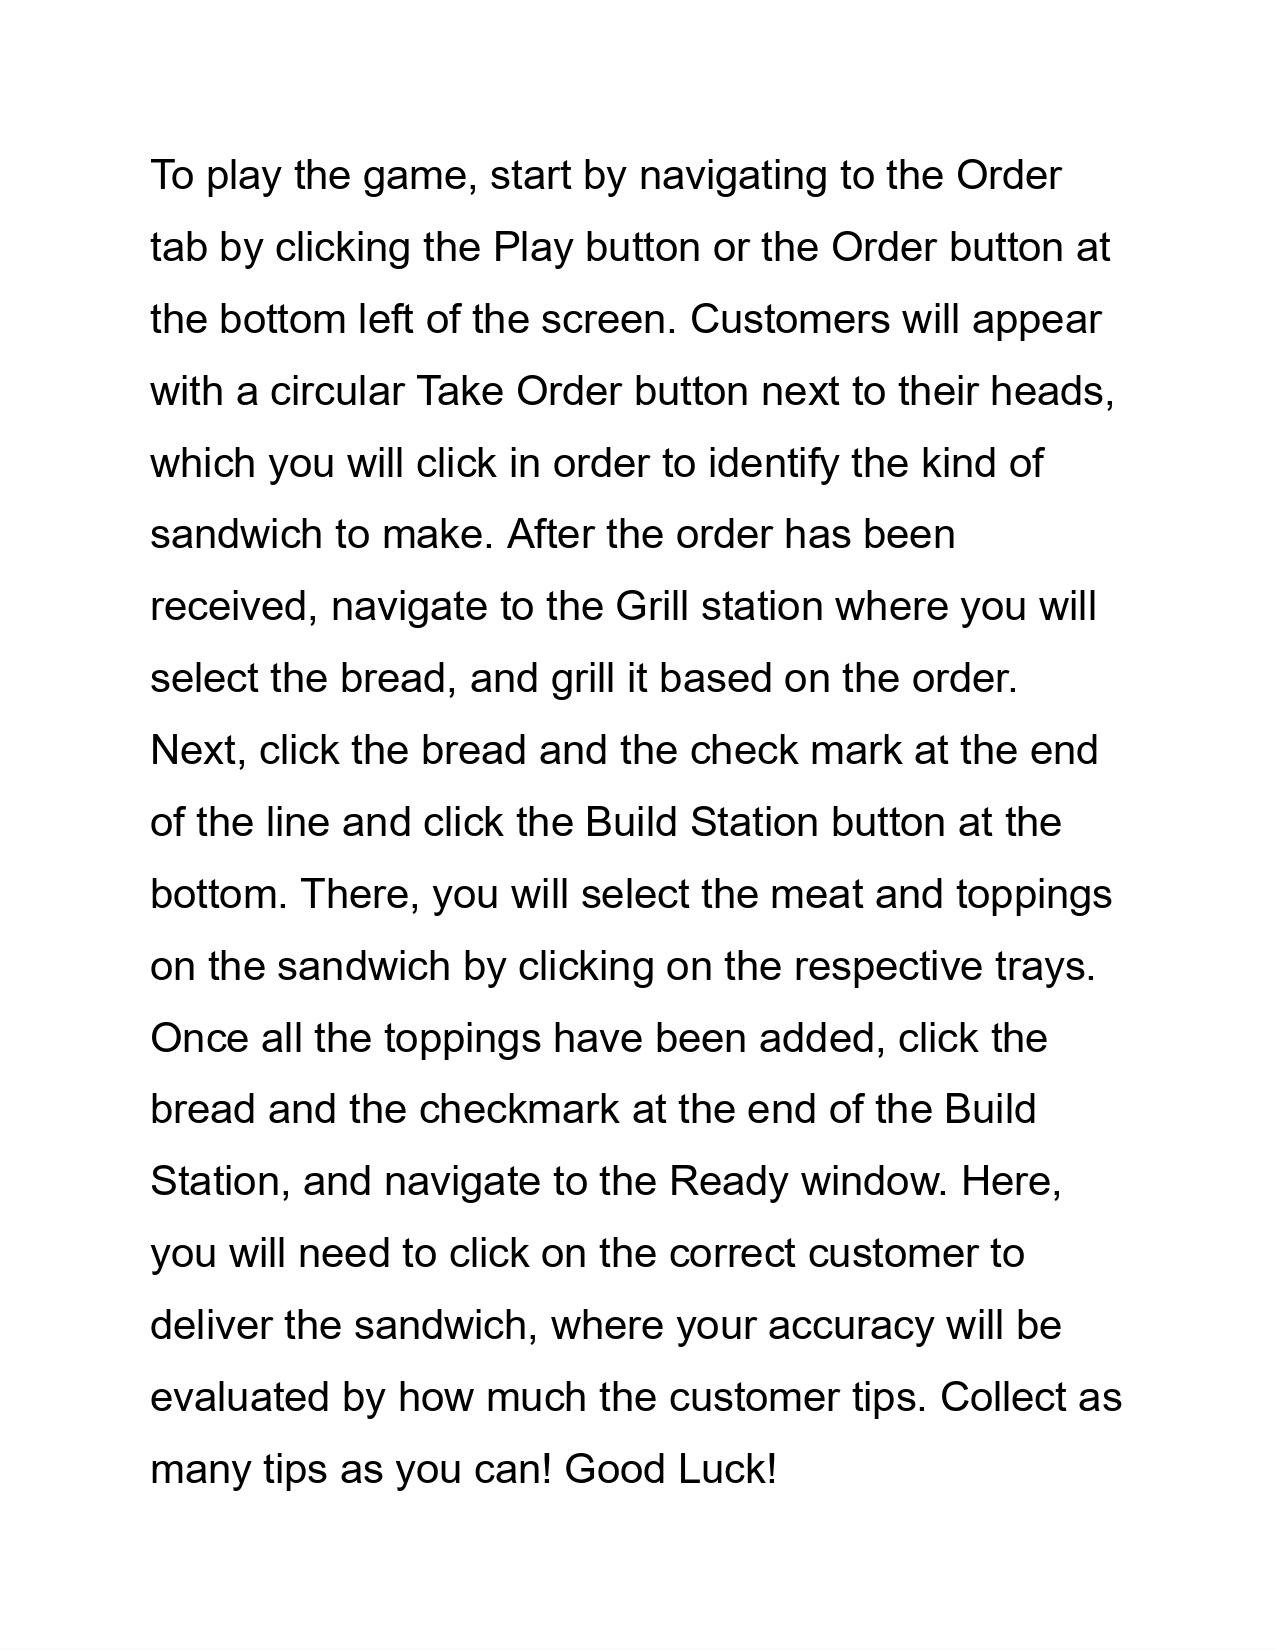 To play the game, start by navigating to the Order
tab by clicking the Play button or the Order button at
the bottom left of the screen. Customers will appear
with a circular Take Order button next to their heads,
which you will click in order to identify the kind of
sandwich to make. After the order has been
received, navigate to the Grill station where you will
select the bread, and grill it based on the order.
Next, click the bread and the check mark at the end
of the line and click the Build Station button at the
bottom. There, you will select the meat and toppings
on the sandwich by clicking on the respective trays.
Once all the toppings have been added, click the
bread and the checkmark at the end of the Build
Station, and navigate to the Ready window. Here,
you will need to click on the correct customer to
deliver the sandwich, where your accuracy will be
evaluated by how much the customer tips. Collect as
many tips as you can! Good Luck!